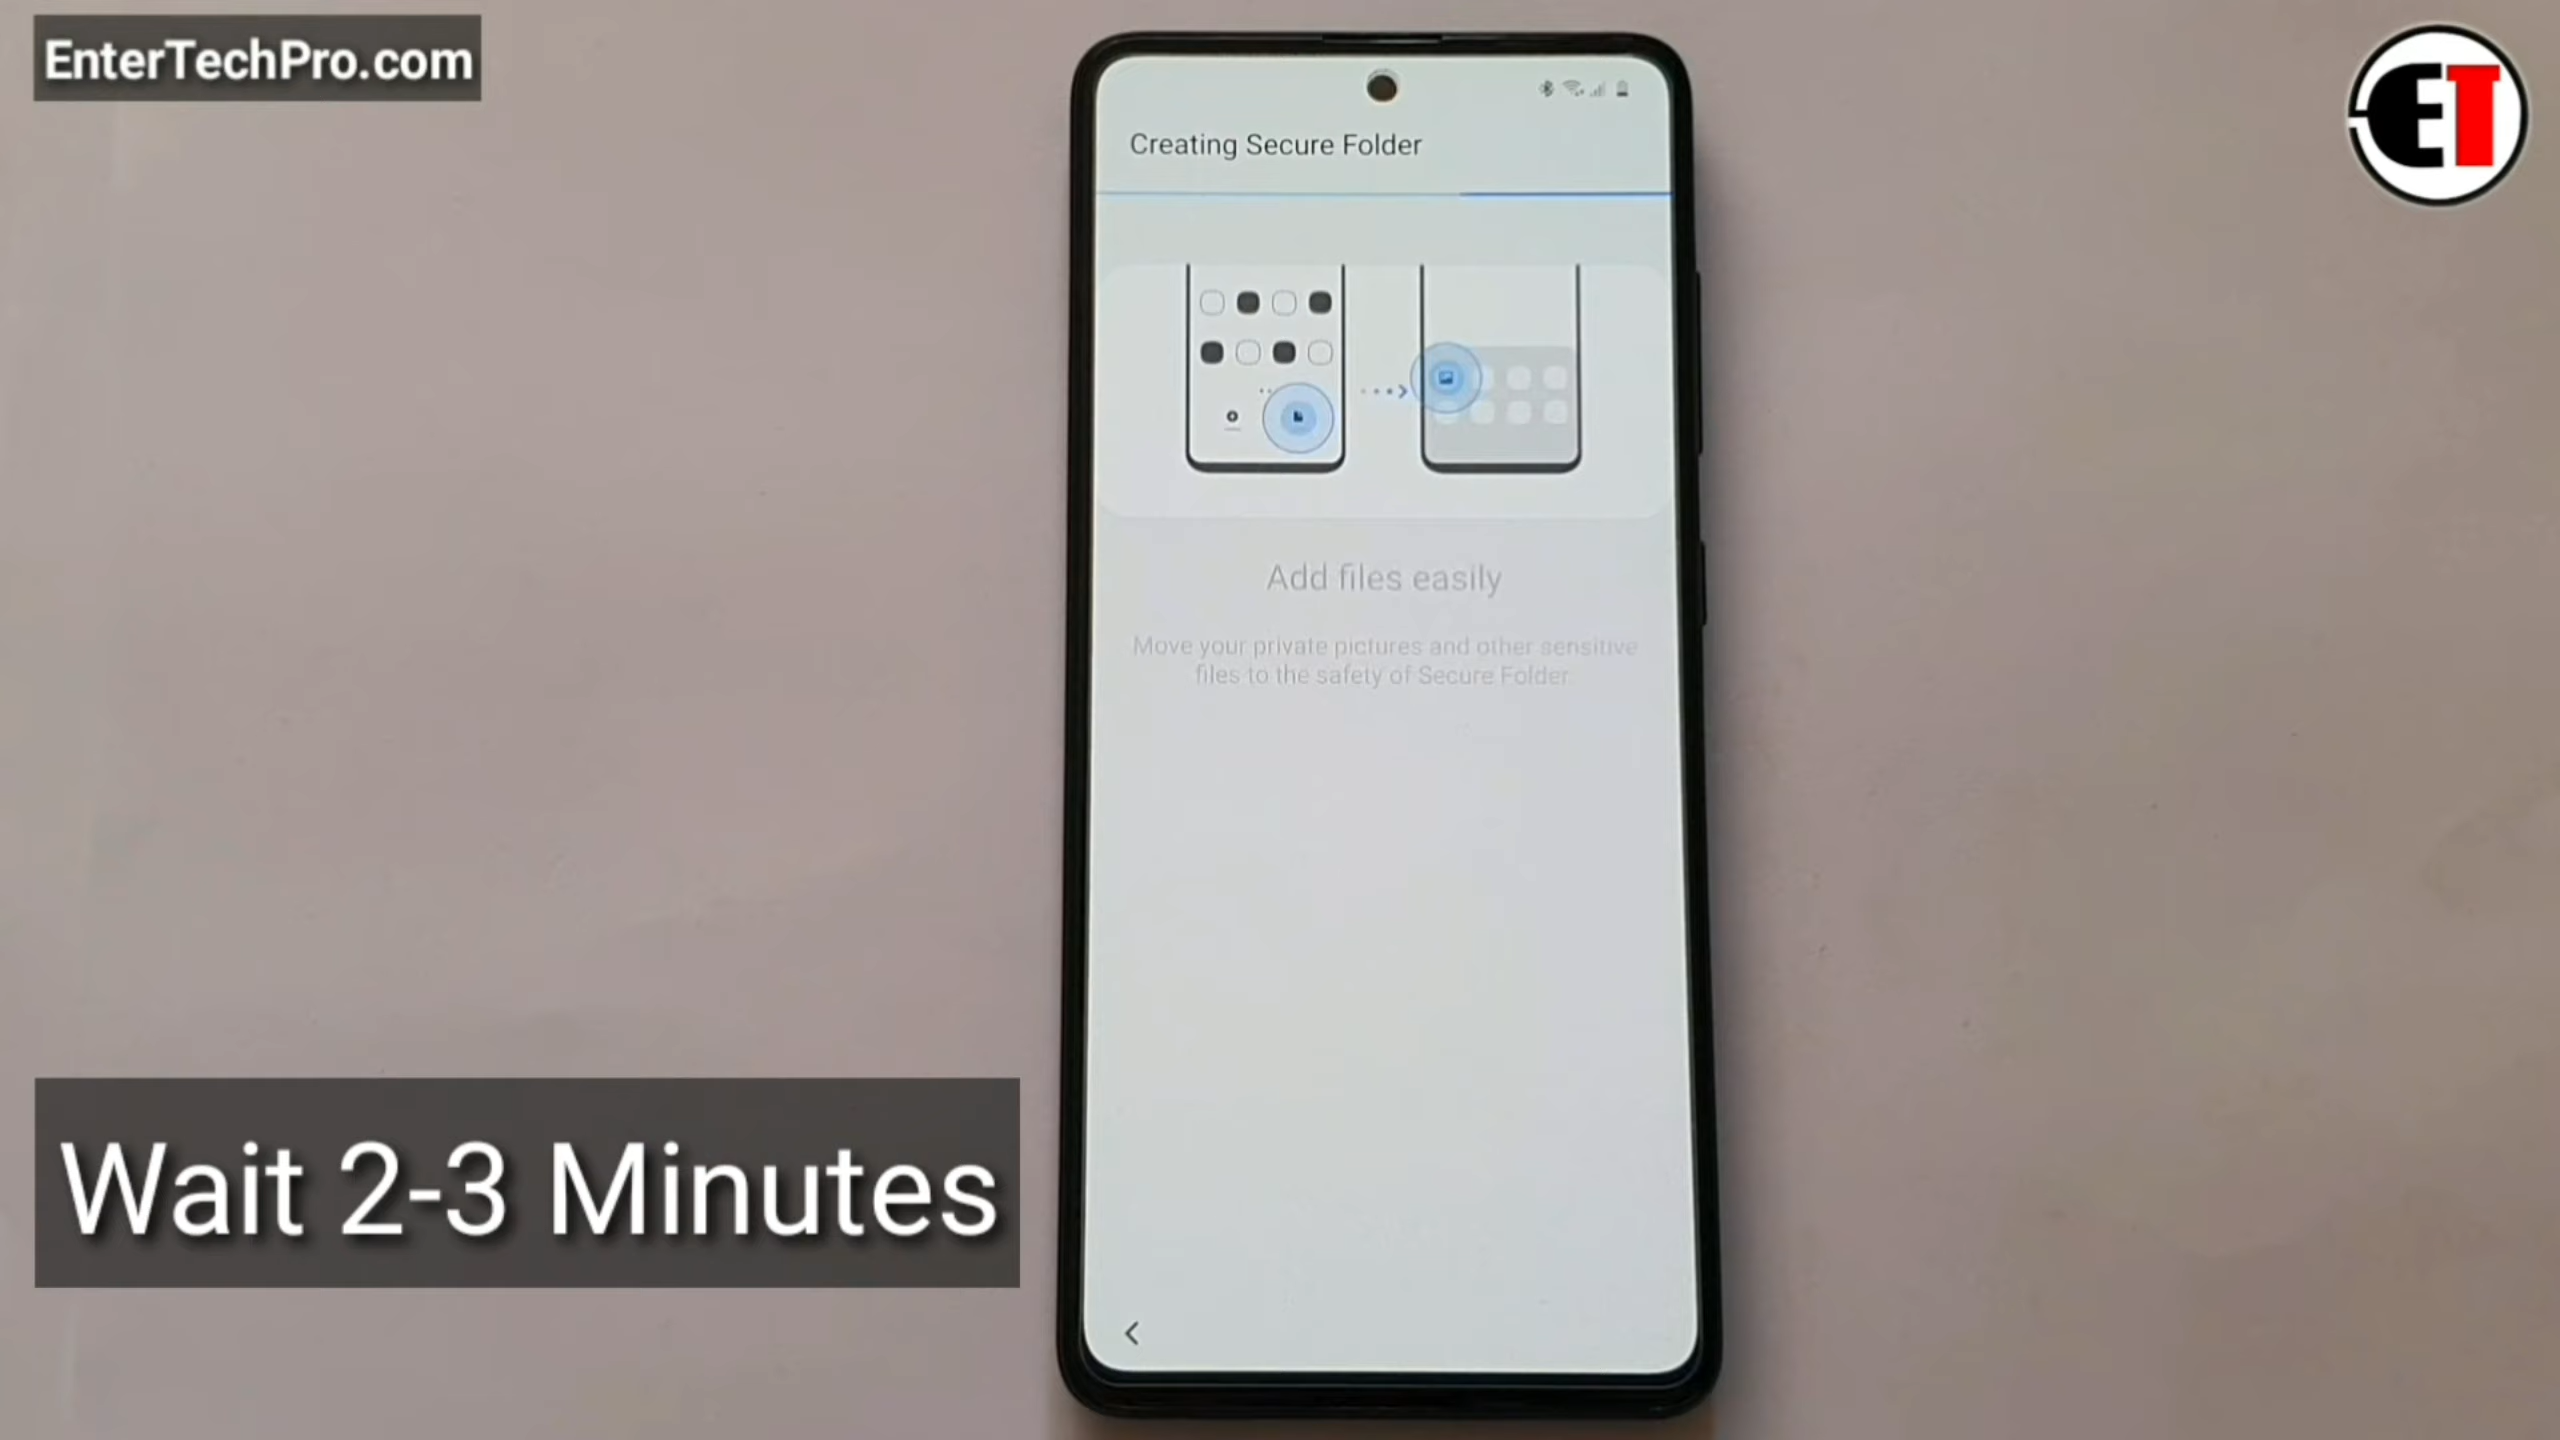 EnterTechPro.com
ET
Creating Secure Folder
Add files easily
Move your private pictures and other sensitive
files to the safety of Secure Folder
Wait 2-3 Minutes